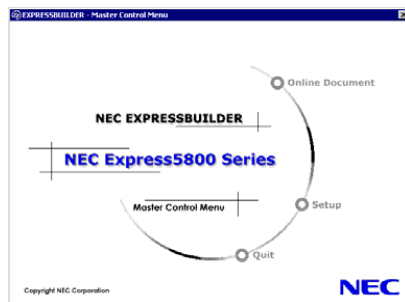 EXPRESSBUILDER - Master Control Menu
Online Document
NEC EXPRESSBUILDER
NEC Express5800 Series
Master Control Menu
Setup
Quit
Copyright NEC Corporation
NEC